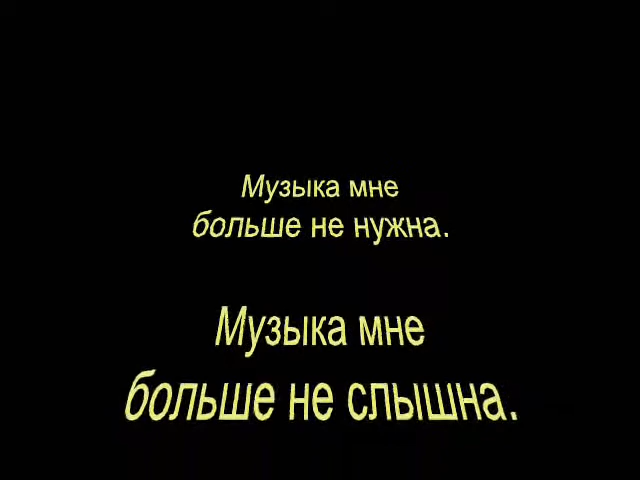 Музыка мне
больше не нужна.
Музыка мне
больше не слышна.